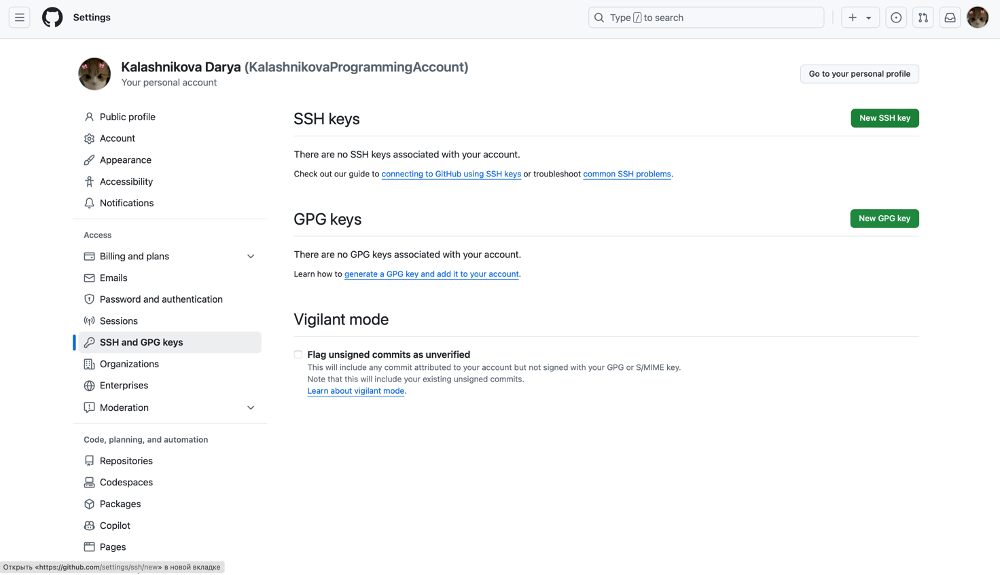 Settings
Type / to search
Kalashnikova Darya (KalashnikovaProgrammingAccount)
Your personal account
Go to your personal profile
Public profile
Account
Appearance
Accessibility
Notifications
Access
Billing and plans
Emails
Password and authentication
Sessions
SSH and GPG keys
Organizations
Enterprises
Moderation
Code, planning, and automation
Repositories
Codespaces
Packages
Copilot
Pages
SSH keys
New SSH key
There are no SSH keys associated with your account.
Check out our guide to connecting to GitHub using SSH keys or troubleshoot common SSH problems.
GPG keys
New GPG key
There are no GPG keys associated with your account.
Learn how to generate a GPG key and add it to your account.
Vigilant mode
Flag unsigned commits as unverified
This will include any commit attributed to your account but not signed with your GPG or S/MIME key.
Note that this will include your existing unsigned commits.
Learn about vigilant mode.
Открыть «https://github.com/settings/ssh/new» в новой вкладке